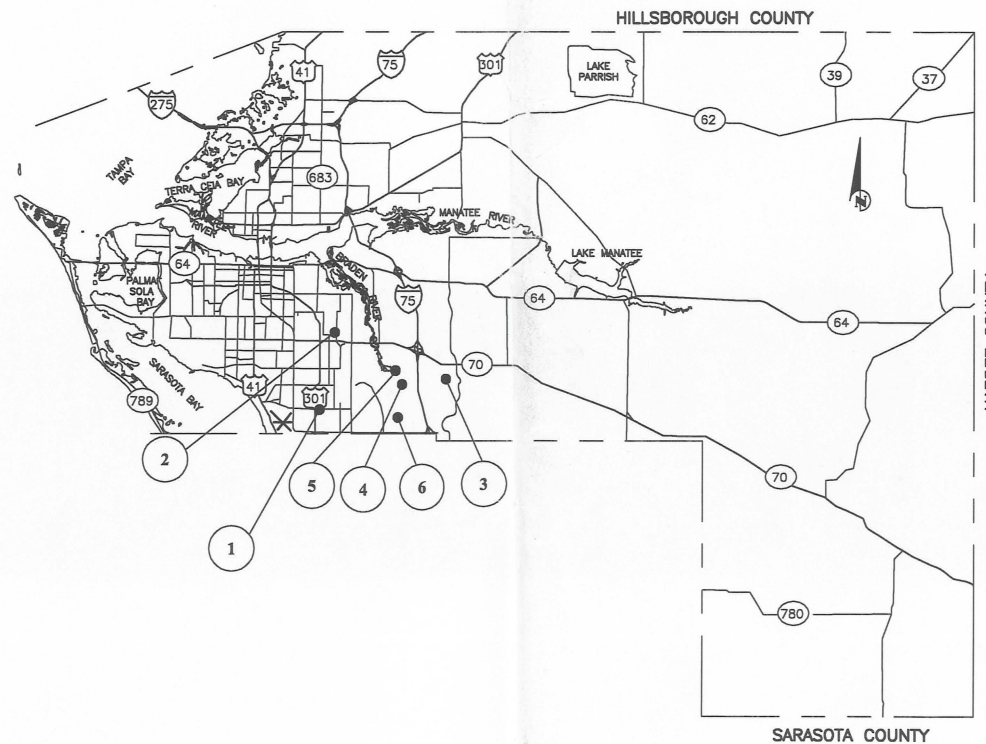 HILLSBOROUGH COUNTY
41
75
301
LAKE
PARRISH
39
37
275
62
TAMPA
BAY
TERRA CEIA BAY
683
N
MANATEE
RIVER
MANATEE RIVER
LAKE MANATEE
64
BRADEN
RIVER
PALMA
SOLA
BAY
75
64
64
SARASOTA BAY
70
41
301
789
2
5
4
6
3
70
1
780
SARASOTA COUNTY